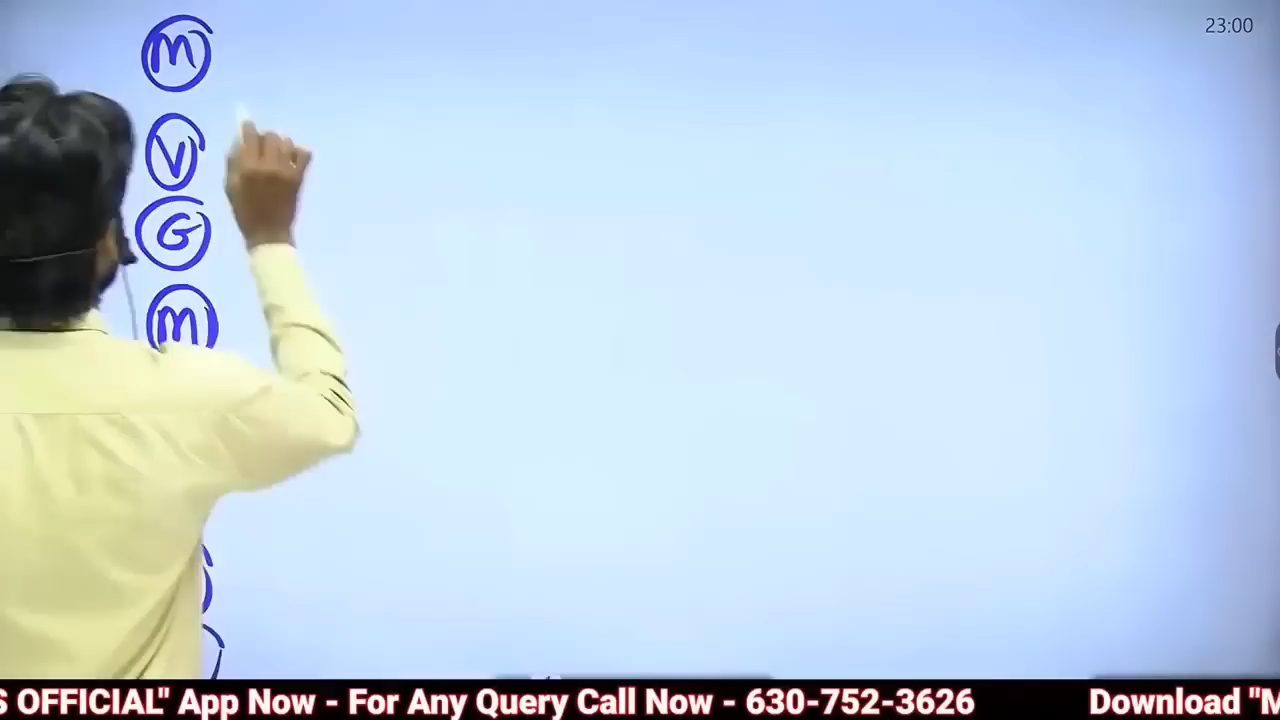 23:00
M
V
G
M
S OFFICIAL" App Now - For Any Query Call Now - 630-752-3626 Download "M